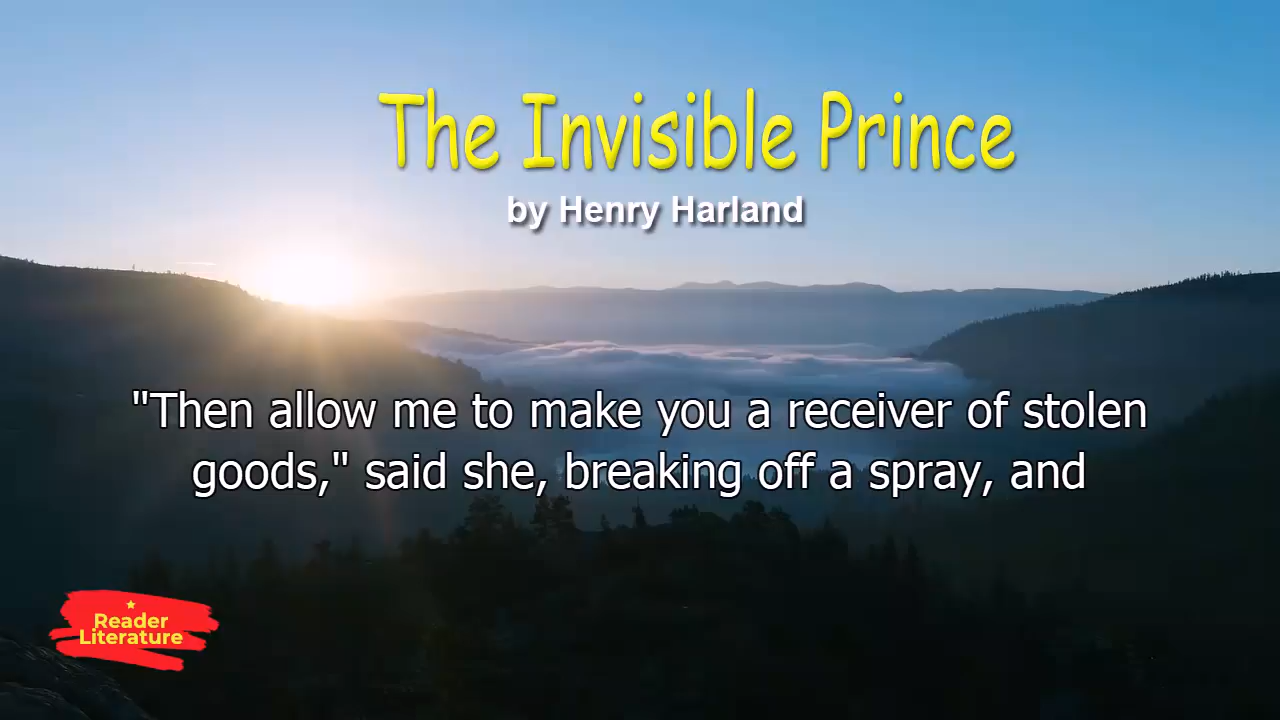 The Invisible Prince
by Henry Harland
"Then allow me to make you a receiver of stolen
goods," said she, breaking off a spray, and
Reader
Literature